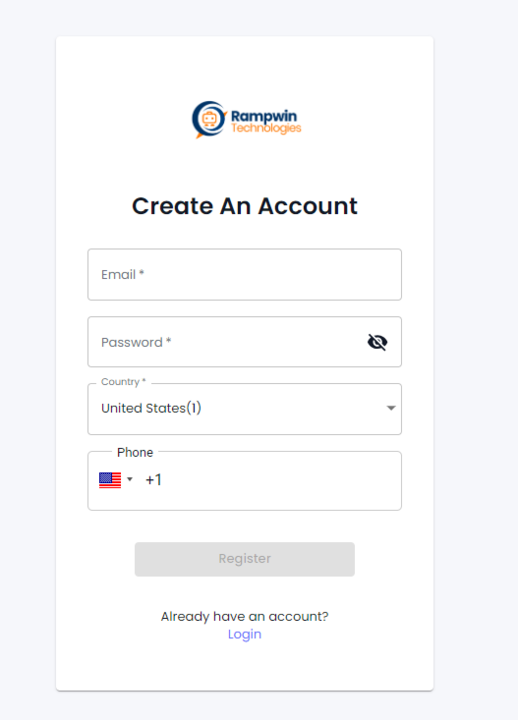 Rampwin
Technologies
Create An Account
Email *
Password *
Country *
United States(1)
Phone
+1
Register
Already have an account?
Login